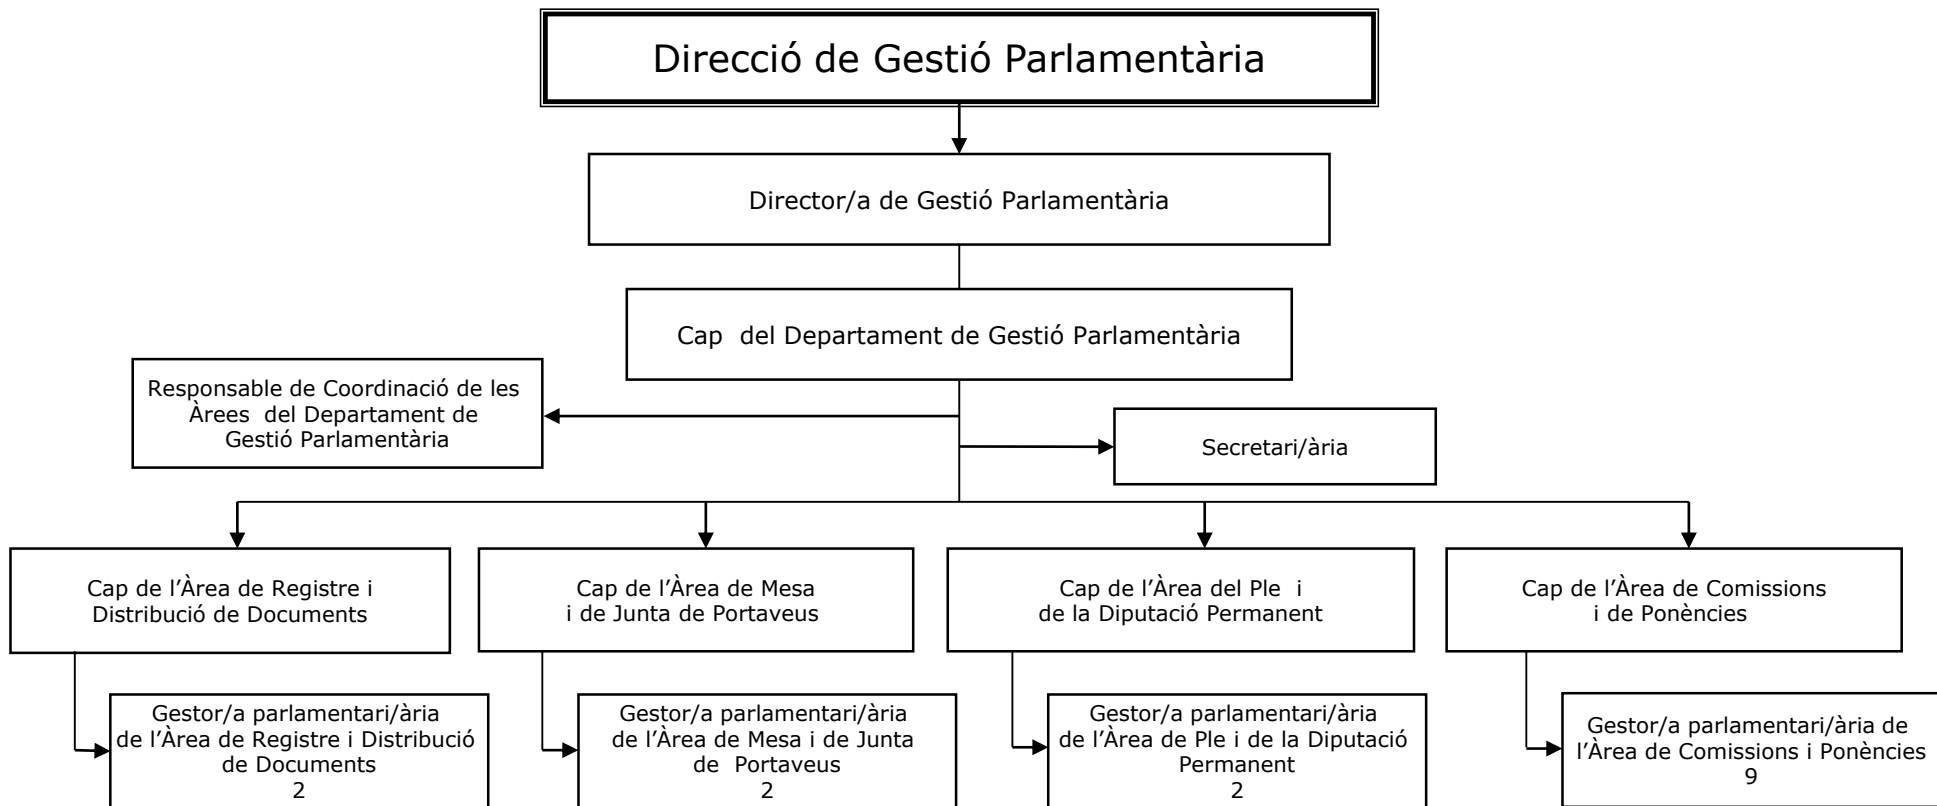 Direcció de Gestió Parlamentària
Director/a de Gestió Parlamentària
Cap del Departament de Gestió Parlamentària
Responsable de Coordinació de les
Àrees del Departament de
Gestió Parlamentària
Secretari/ària
Cap de l’Àrea de Registre i
Distribució de Documents
Cap de l’Àrea de Mesa
i de Junta de Portaveus
Cap de l’Àrea del Ple i
de la Diputació Permanent
Cap de l’Àrea de Comissions
i de Ponències
Gestor/a parlamentari/ària
de l’Àrea de Registre i Distribució
de Documents
2
Gestor/a parlamentari/ària
de l’Àrea de Mesa i de Junta
de Portaveus
2
Gestor/a parlamentari/ària
de l’Àrea de Ple i de la Diputació
Permanent
2
Gestor/a parlamentari/ària de
l’Àrea de Comissions i Ponències
9